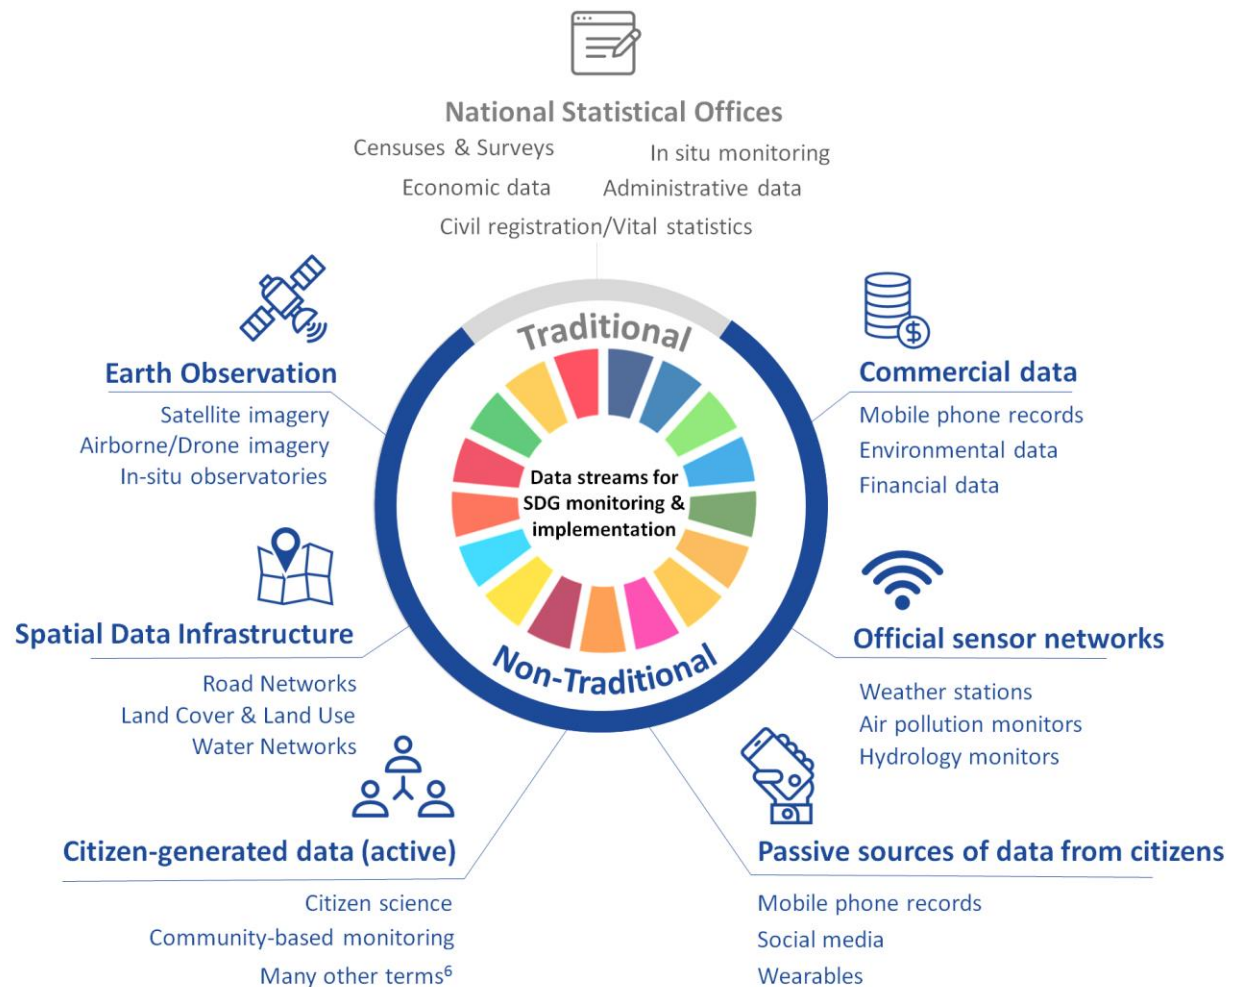 National Statistical Offices
Censuses & Surveys
In situ monitoring
Economic data
Administrative data
Civil registration/Vital statistics
Traditional
Data streams for
SDG monitoring &
implementation
Non-Traditional
Earth Observation
Satellite imagery
Airborne/Drone imagery
In-situ observatories
Commercial data
Mobile phone records
Environmental data
Financial data
Spatial Data Infrastructure
Road Networks
Land Cover & Land Use
Water Networks
Official sensor networks
Weather stations
Air pollution monitors
Hydrology monitors
Citizen-generated data (active)
Citizen science
Community-based monitoring
Many other terms⁶
Passive sources of data from citizens
Mobile phone records
Social media
Wearables
$